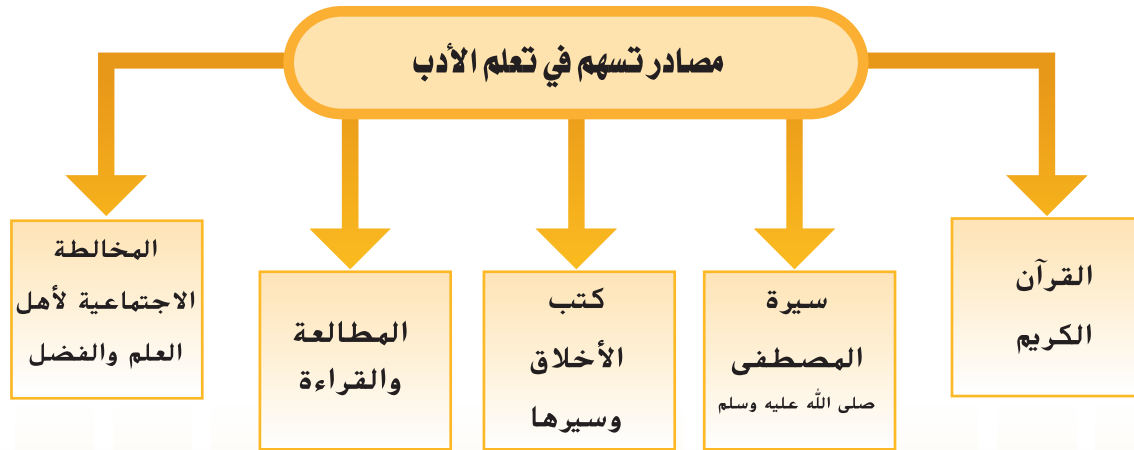 مصادر تسهم في تعلم الأدب
القرآن
الكريم
سيرة
المصطفى
صلى الله عليه وسلم
كتب
الأخلاق
وسيرها
المطالعة
والقراءة
المخالطة
الاجتماعية لأهل
العلم والفضل